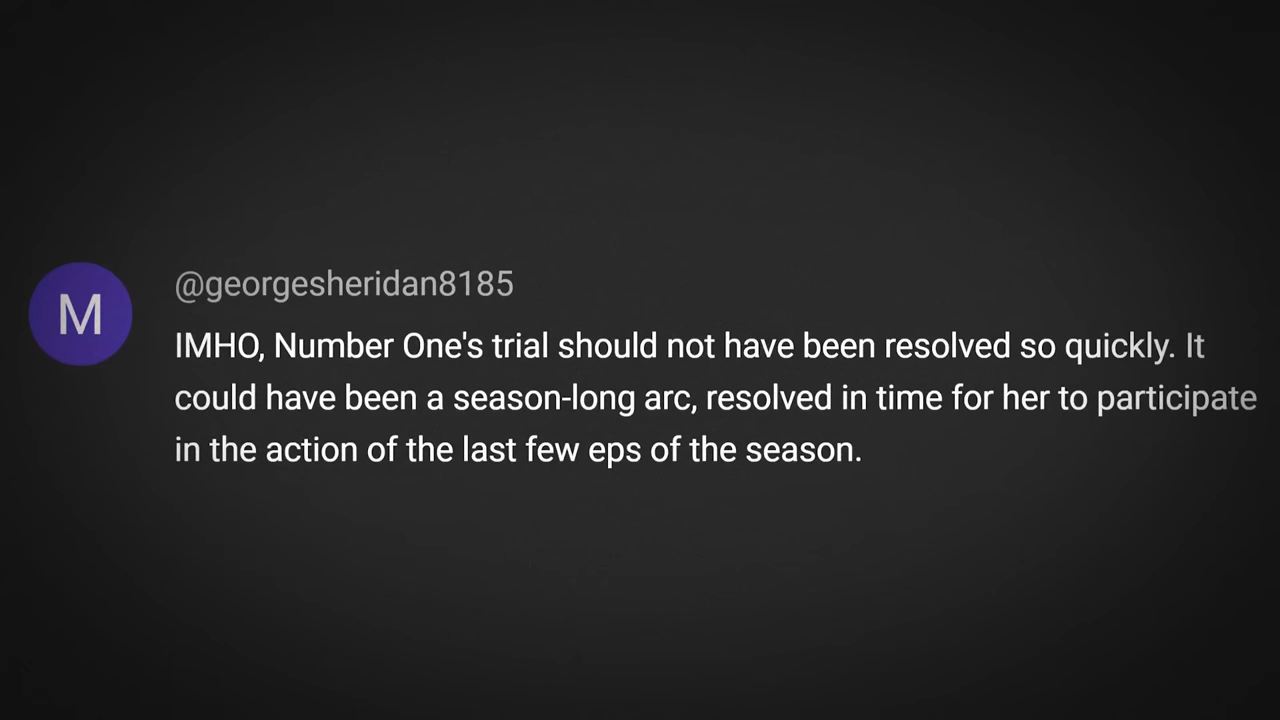 M
@georgesheridan8185
IMHO, Number One's trial should not have been resolved so quickly. It
could have been a season-long arc, resolved in time for her to participate
in the action of the last few eps of the season.